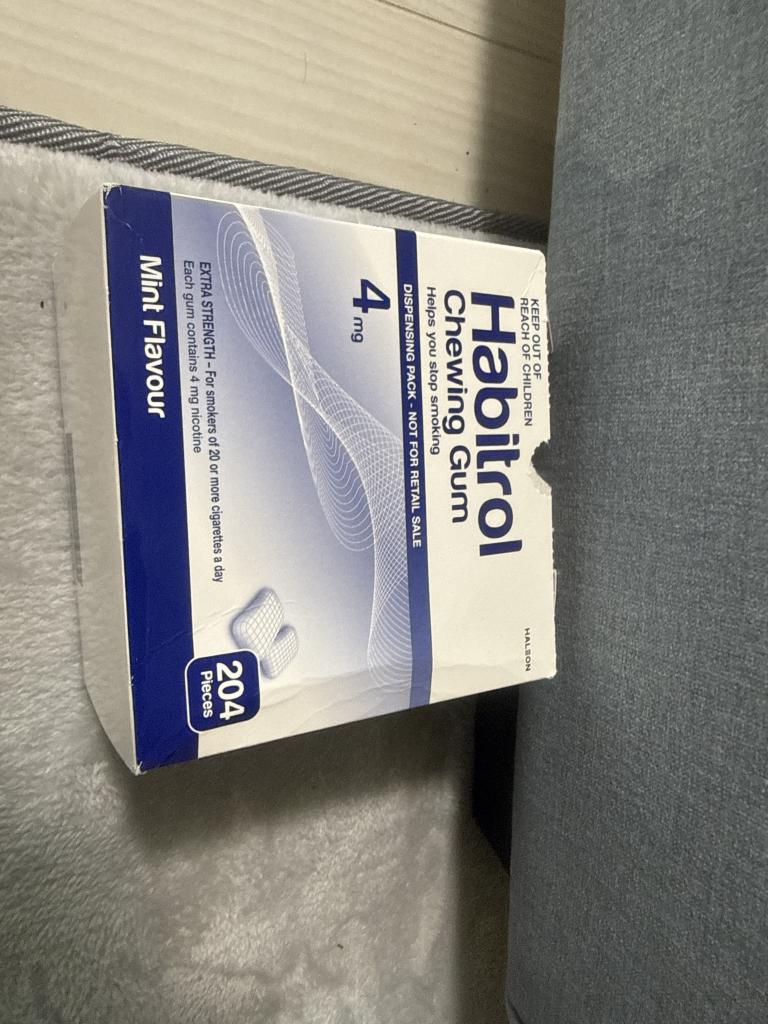 KEEP OUT OF
REACH OF CHILDREN
HALEON
Habitrol
Chewing Gum
Helps you stop smoking
DISPENSING PACK - NOT FOR RETAIL SALE
4 mg
EXTRA STRENGTH – For smokers of 20 or more cigarettes a day
Each gum contains 4 mg nicotine
204
Pieces
Mint Flavour